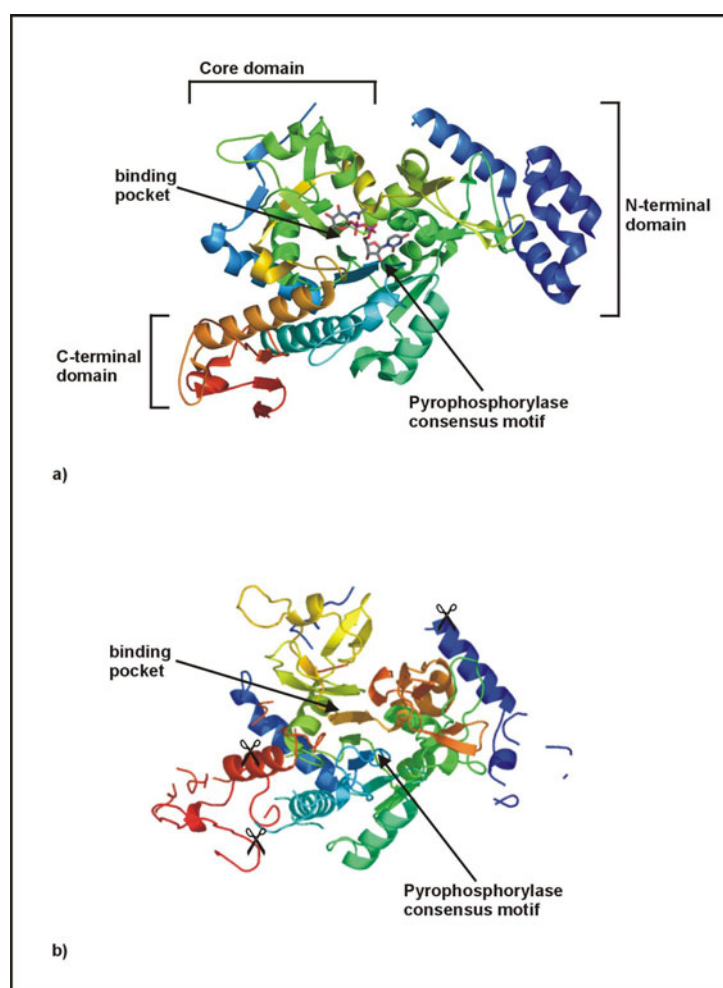 Core domain
binding
pocket
N-terminal
domain
C-terminal
domain
Pyrophosphorylase
consensus motif
a)
binding
pocket
Pyrophosphorylase
consensus motif
b)